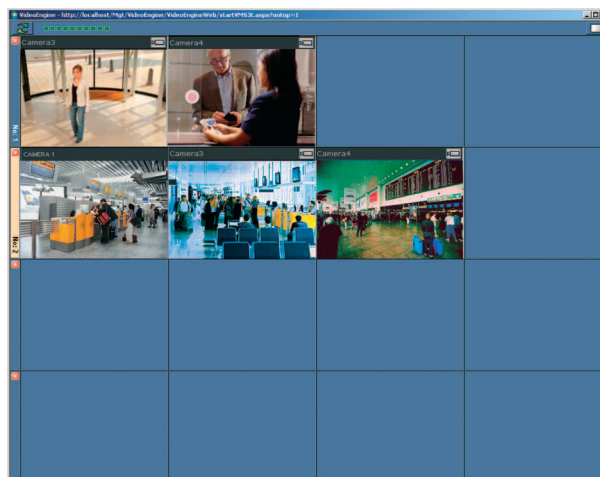 VideoEngine - http://localhost/Mgt/VideoEngine/VideoEngineWeb/startVMS3X.aspx?ontop=1
Camera3
Camera4
No: 1
CAMERA 1
Camera3
Camera4
No: 2